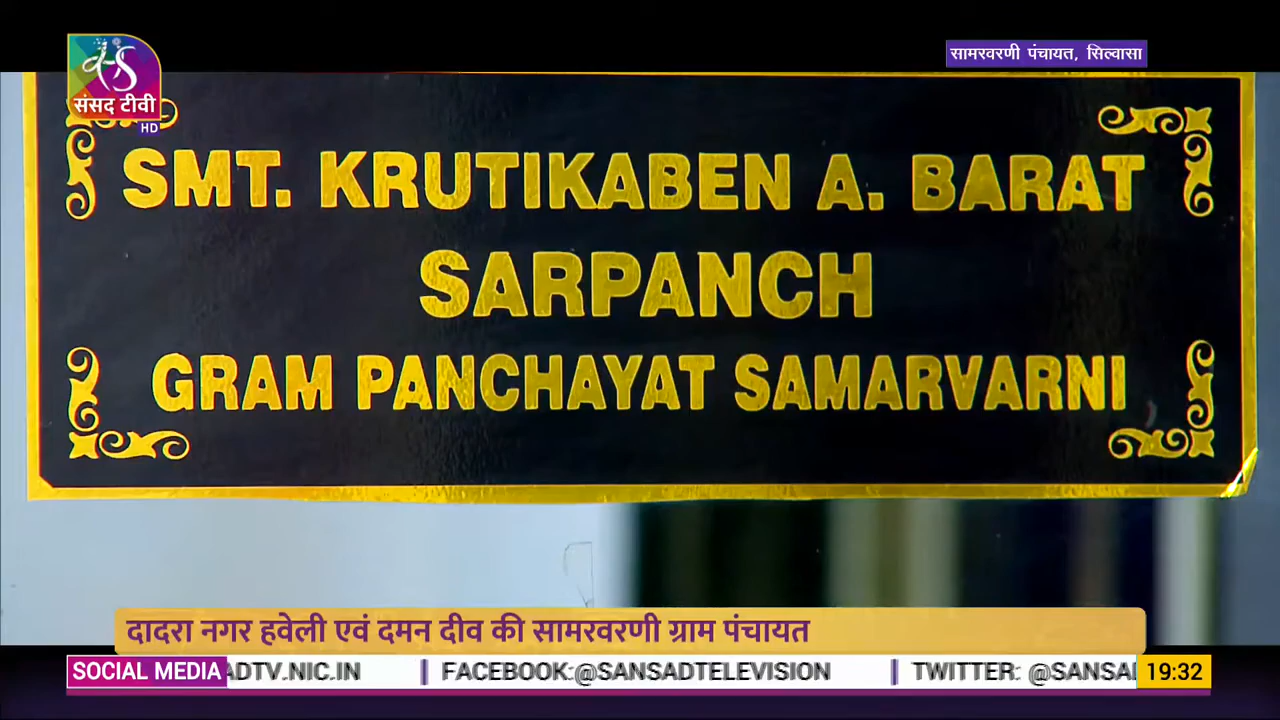 संसद टीवी
HD
सामरवरणी पंचायत, सिल्वासा
SMT. KRUTIKABEN A. BARAT
SARPANCH
GRAM PANCHAYAT SAMARVARNI
दादरा नगर हवेली एवं दमन दीव की सामरवरणी ग्राम पंचायत
SOCIAL MEDIA ADTV.NIC.IN | FACEBOOK:@SANSADTELEVISION | TWITTER: @SANSA 19:32